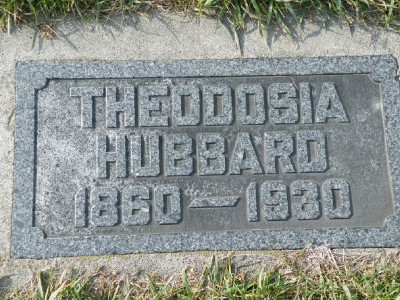 THEODOSIA
HUBBARD
1860 — 1930